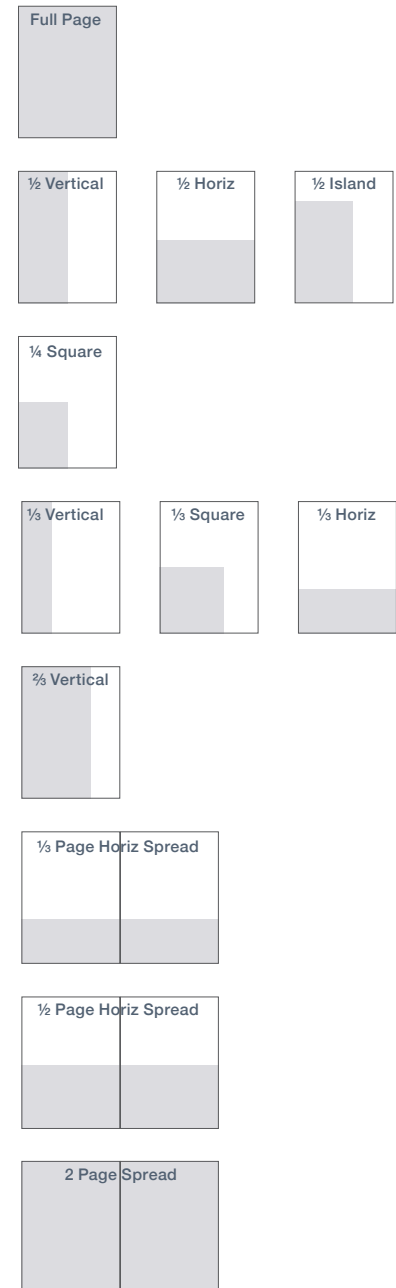 Full Page
½ Vertical
½ Horiz
½ Island
¼ Square
⅓ Vertical
⅓ Square
⅓ Horiz
⅔ Vertical
⅓ Page Horiz Spread
½ Page Horiz Spread
2 Page Spread